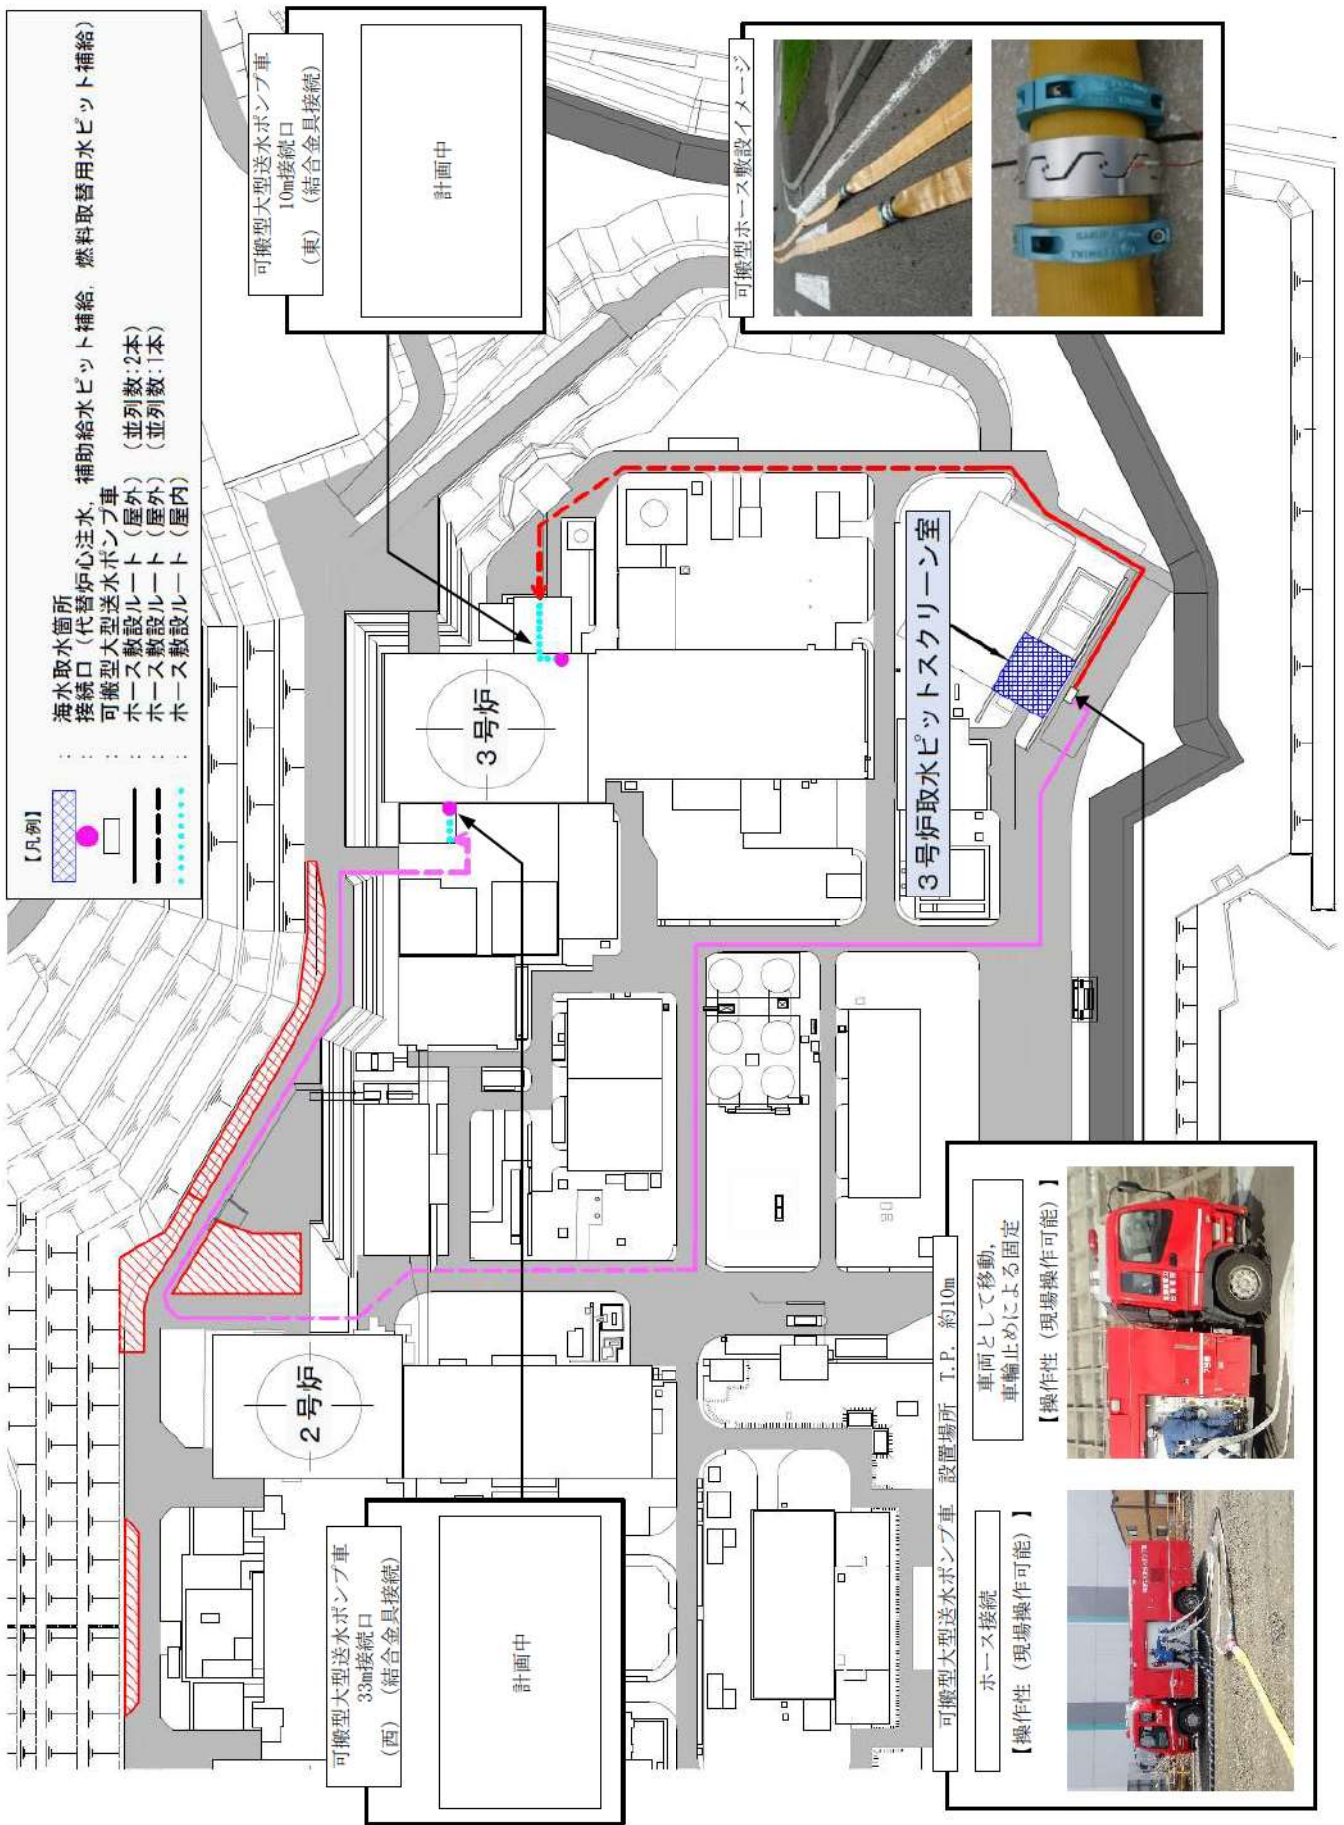 【凡例】
：海水取水箇所
：接続口（代替炉心注水，補助給水ピット補給，燃料取替用水ピット補給）
：可搬型大型送水ポンプ車
：ホース敷設ルート（屋外）（並列数：2本）
：ホース敷設ルート（屋外）（並列数：1本）
：ホース敷設ルート（屋内）
可搬型大型送水ポンプ車
10m接続口
（東）（結合金具接続）
計画中
可搬型ホース敷設イメージ
3号炉
3号炉取水ピットスクリーン室
2号炉
可搬型大型送水ポンプ車
33m接続口
（西）（結合金具接続）
計画中
可搬型大型送水ポンプ車 設置場所 T.P. 約10m
ホース接続
【操作性（現場操作可能）】
車両として移動，
車輪止めによる固定
【操作性（現場操作可能）】